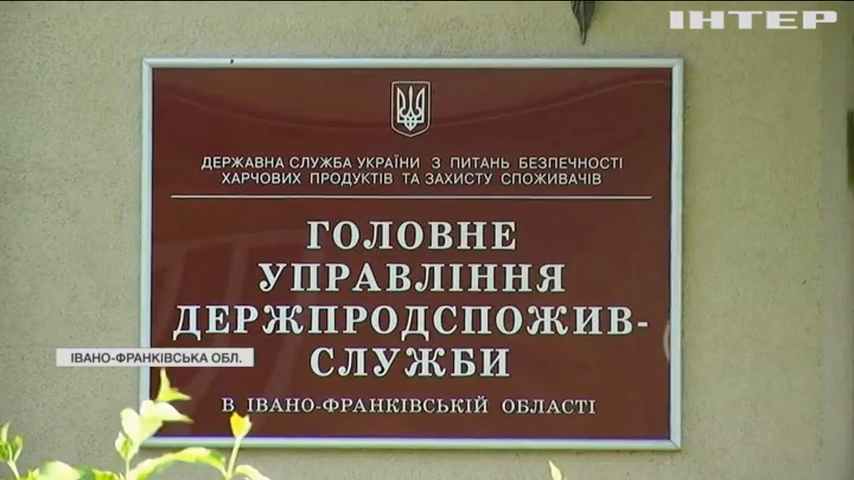 ІНТЕР
ДЕРЖАВНА СЛУЖБА УКРАЇНИ З ПИТАНЬ БЕЗПЕЧНОСТІ
ХАРЧОВИХ ПРОДУКТІВ ТА ЗАХИСТУ СПОЖИВАЧІВ
ГОЛОВНЕ
УПРАВЛІННЯ
ДЕРЖПРОДСПОЖИВ-
СЛУЖБИ
В ІВАНО-ФРАНКІВСЬКІЙ ОБЛАСТІ
ІВАНО-ФРАНКІВСЬКА ОБЛ.